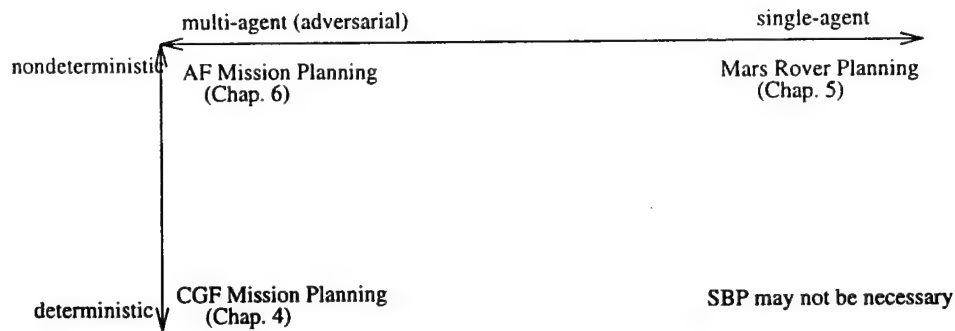 multi-agent (adversarial) single-agent
nondeterministic AF Mission Planning Mars Rover Planning
(Chap. 6) (Chap. 5)
deterministic CGF Mission Planning SBP may not be necessary
(Chap. 4)